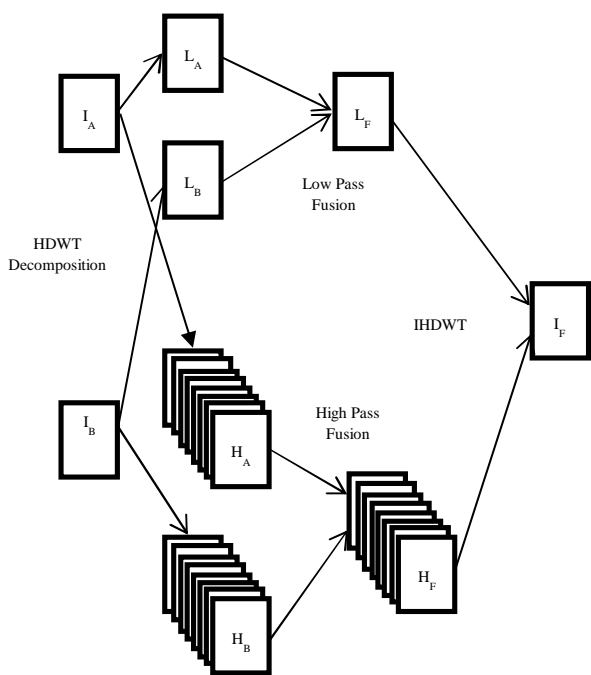 L_A
I_A
L_F
L_B
Low Pass
Fusion
HDWT
Decomposition
I_F
IHDWT
I_B
High Pass
Fusion
H_A
H_F
H_B